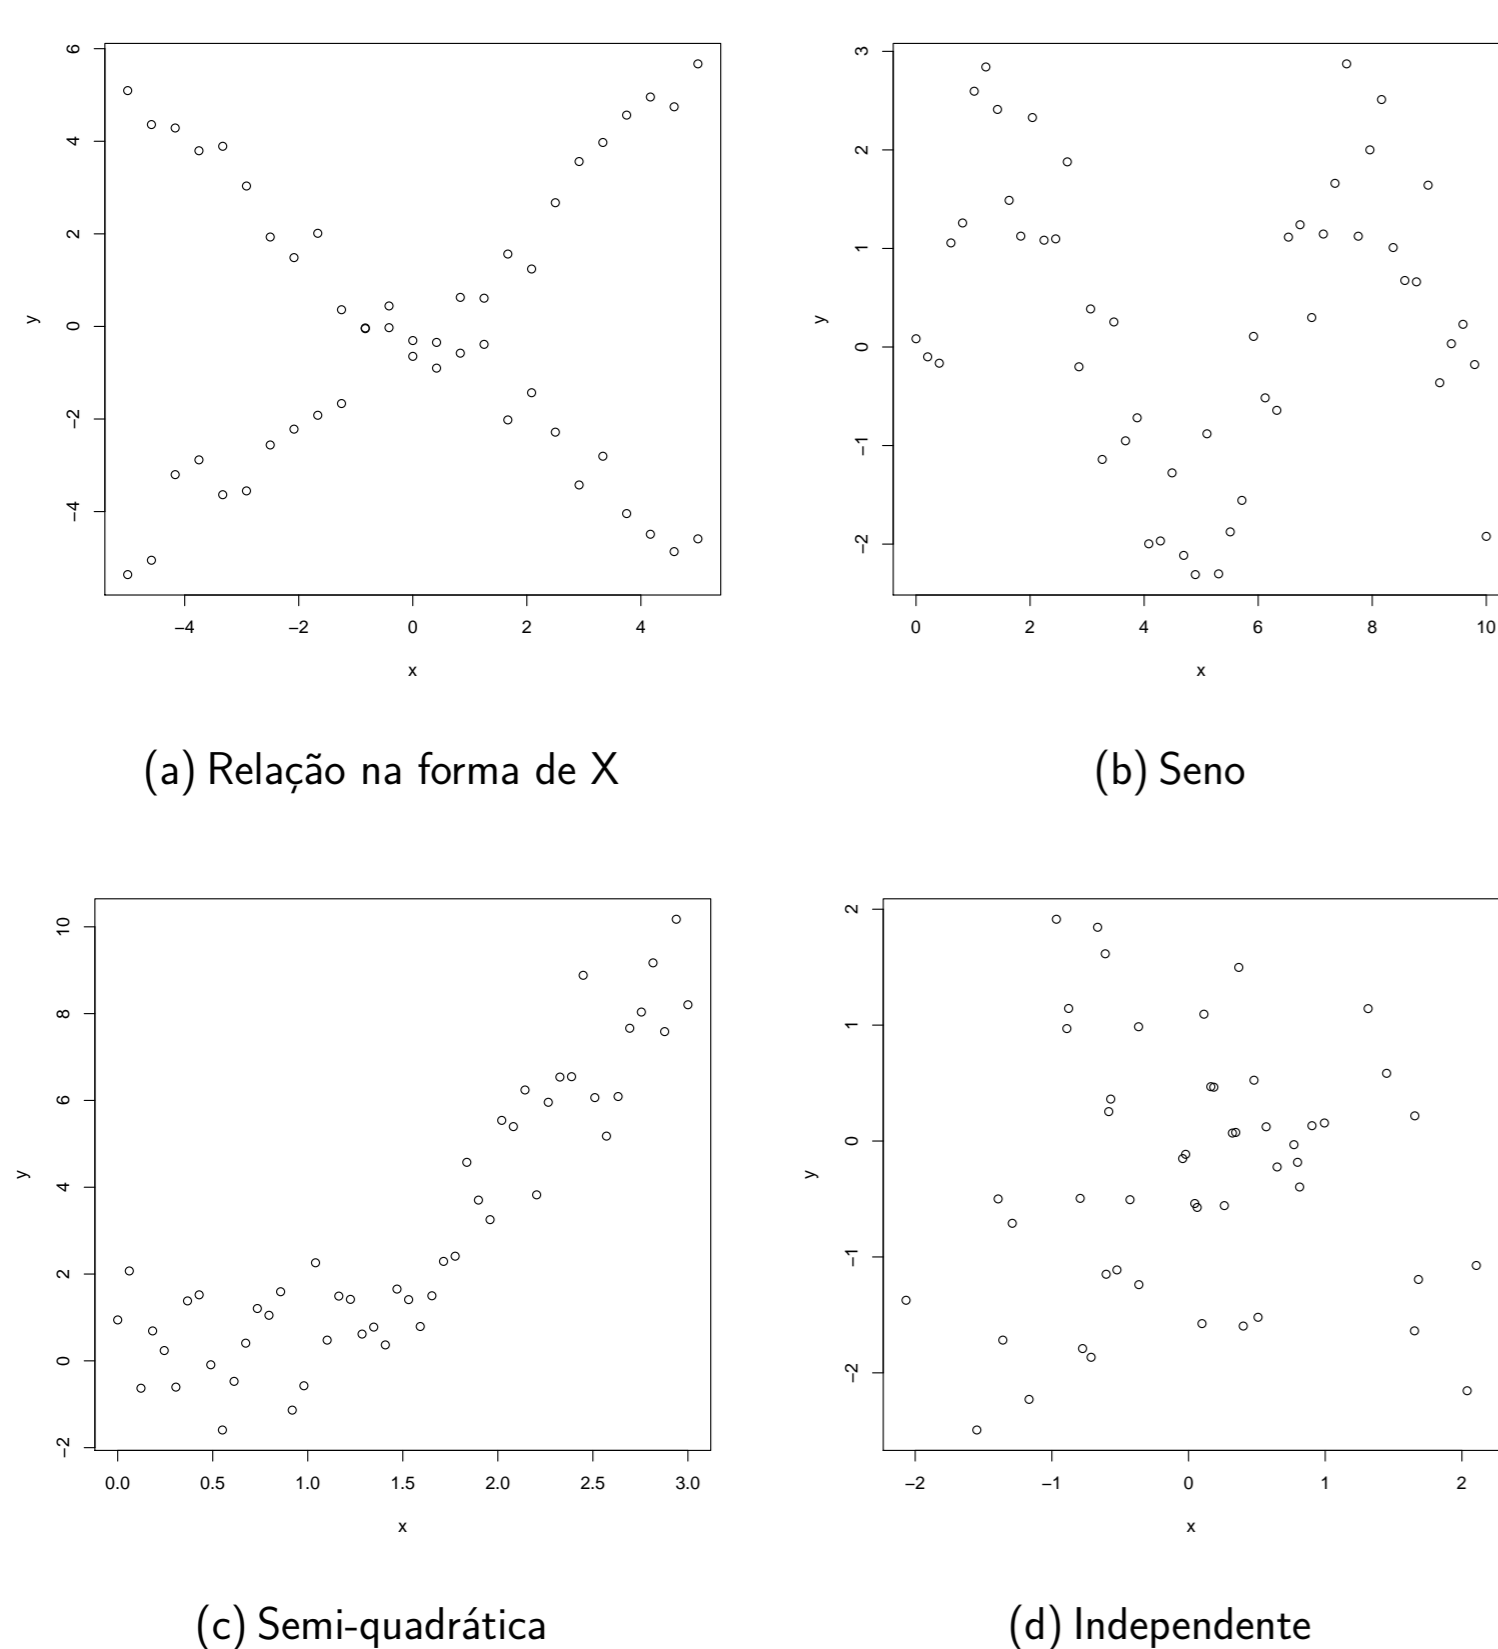 6
4
2
0
−2
−4
y
−4 −2 0 2 4
x
(a) Relação na forma de X
3
2
1
0
−1
−2
y
0 2 4 6 8 10
x
(b) Seno
10
8
6
4
2
0
−2
y
0.0 0.5 1.0 1.5 2.0 2.5 3.0
x
(c) Semi-quadrática
2
1
0
−1
−2
y
−2 −1 0 1 2
x
(d) Independente